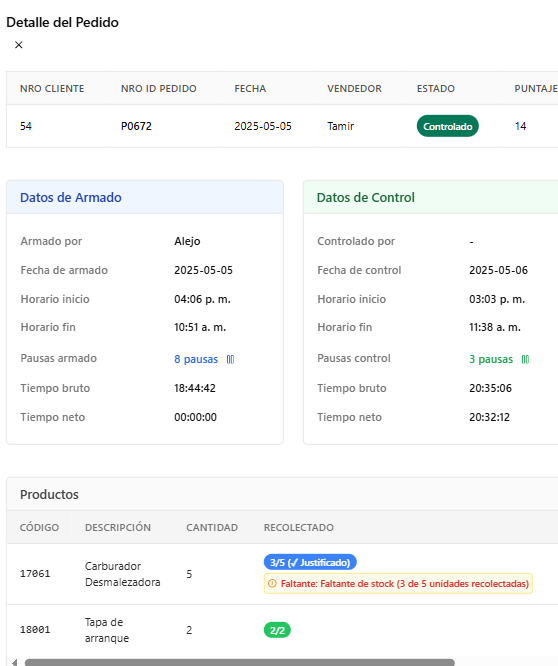 Detalle del Pedido
×
NRO CLIENTE NRO ID PEDIDO FECHA VENDEDOR ESTADO PUNTAJE
54 P0672 2025-05-05 Tamir Controlado 14
Datos de Armado
Armado por Alejo
Fecha de armado 2025-05-05
Horario inicio 04:06 p. m.
Horario fin 10:51 a. m.
Pausas armado 8 pausas
Tiempo bruto 18:44:42
Tiempo neto 00:00:00
Datos de Control
Controlado por -
Fecha de control 2025-05-06
Horario inicio 03:03 p. m.
Horario fin 11:38 a. m.
Pausas control 3 pausas
Tiempo bruto 20:35:06
Tiempo neto 20:32:12
Productos
CÓDIGO DESCRIPCIÓN CANTIDAD RECOLECTADO
17061 Carburador Desmalezadora 5 3/5 (✓ Justificado)
Faltante: Faltante de stock (3 de 5 unidades recolectadas)
18001 Tapa de arranque 2 2/2